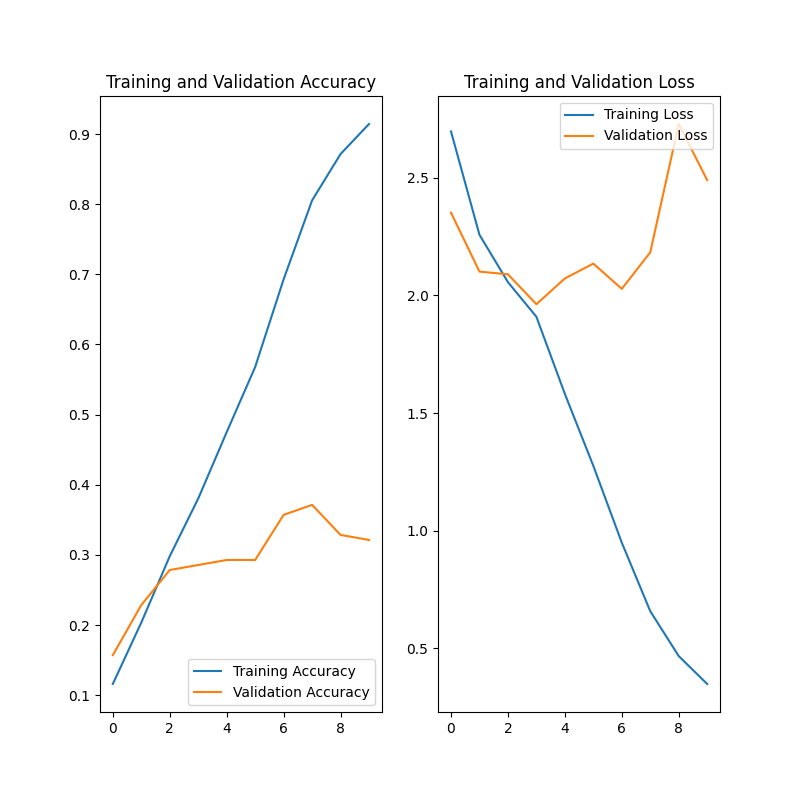 Training and Validation Accuracy
0.9
0.8
0.7
0.6
0.5
0.4
0.3
0.2
0.1
Training Accuracy
Validation Accuracy
0 2 4 6 8
Training and Validation Loss
Training Loss
Validation Loss
2.5
2.0
1.5
1.0
0.5
0 2 4 6 8